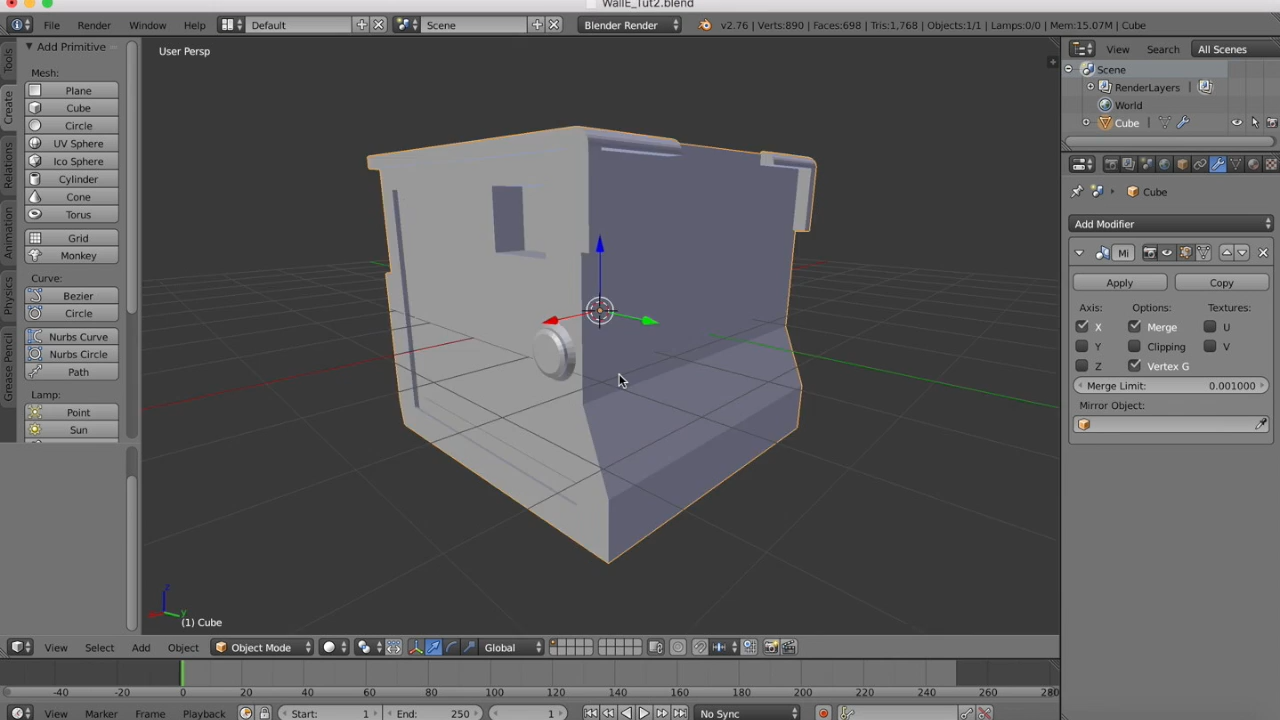 WallE_Tut2.blend
File Render Window Help Default Scene Blender Render v2.76 | Verts:890 | Faces:698 | Tris:1,768 | Objects:1/1 | Lamps:0/0 | Mem:15.07M | Cube
Tools
Create
Relations
Animation
Physics
Grease Pencil
Add Primitive
Mesh:
Plane
Cube
Circle
UV Sphere
Ico Sphere
Cylinder
Cone
Torus
Grid
Monkey
Curve:
Bezier
Circle
Nurbs Curve
Nurbs Circle
Path
Lamp:
Point
Sun
User Persp
z
y
(1) Cube
View Search All Scenes
Scene
RenderLayers
World
Cube
Cube
Add Modifier
Mi
Apply Copy
Axis: Options: Textures:
X Merge U
Y Clipping V
Z Vertex G
Merge Limit: 0.001000
Mirror Object:
View Select Add Object Object Mode Global
-40 -20 0 20 40 60 80 100 120 140 160 180 200 220 240 260 280
View Marker Frame Playback Start: 1 End: 250 1 No Sync